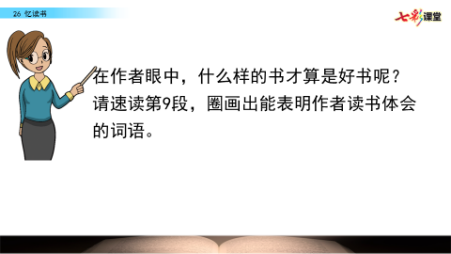 26 忆读书
七彩课堂
在作者眼中，什么样的书才算是好书呢？
请速读第9段，圈画出能表明作者读书体会
的词语。